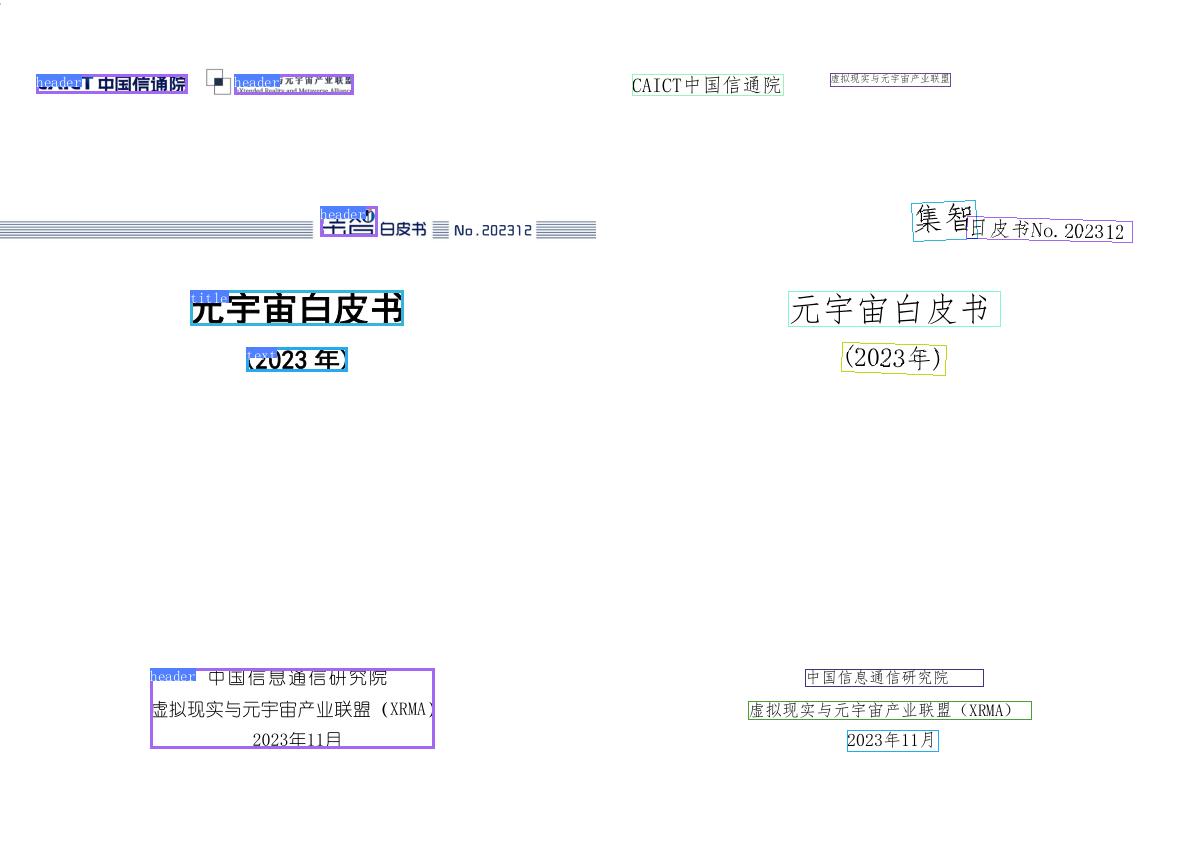 header
CAICT 中国信通院
header
元宇宙产业联盟
eXtended Reality and Metaverse Alliance
CAICT中国信通院
虚拟现实与元宇宙产业联盟
header
白皮书
No.202312
集智
白皮书No.202312
title
元宇宙白皮书
元宇宙白皮书
text
(2023 年)
(2023年)
header
中国信息通信研究院
虚拟现实与元宇宙产业联盟（XRMA）
2023年11月
中国信息通信研究院
虚拟现实与元宇宙产业联盟（XRMA）
2023年11月